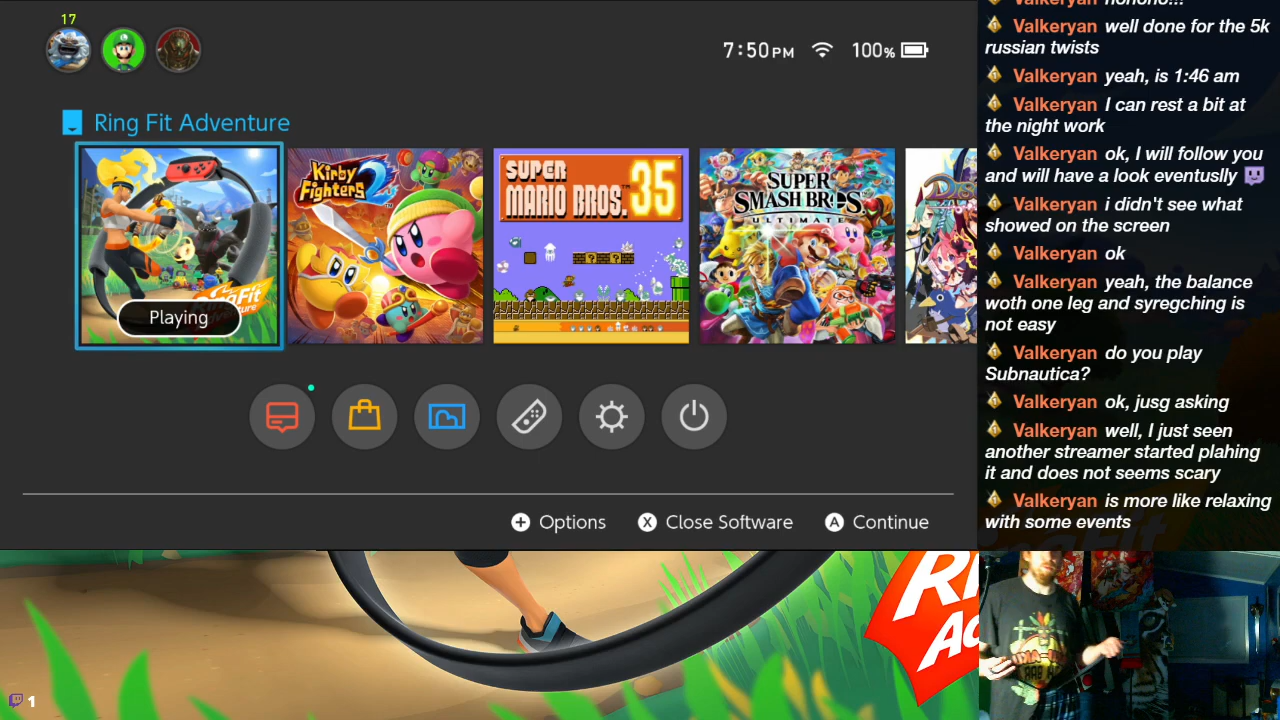 17
7:50 PM
100%
Ring Fit Adventure
Playing
Kirby
Fighters 2
SUPER
MARIO BROS. 35
SUPER
SMASH BROS.
ULTIMATE
Options
Close Software
Continue
1
Valkeryan well done for the 5k
russian twists
Valkeryan yeah, is 1:46 am
Valkeryan I can rest a bit at
the night work
Valkeryan ok, I will follow you
and will have a look eventuslly
Valkeryan i didn't see what
showed on the screen
Valkeryan ok
Valkeryan yeah, the balance
woth one leg and syregching is
not easy
Valkeryan do you play
Subnautica?
Valkeryan ok, jusg asking
Valkeryan well, I just seen
another streamer started plahing
it and does not seems scary
Valkeryan is more like relaxing
with some events